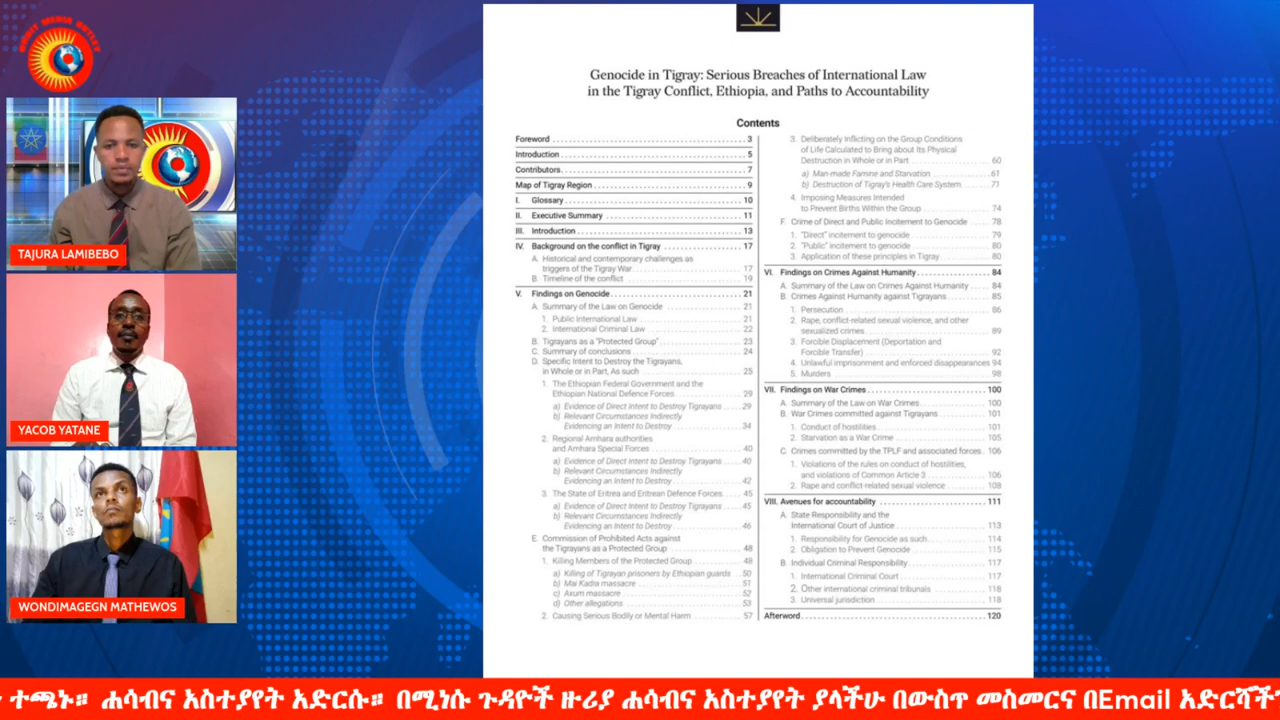 TAJURA LAMIBEBO
YACOB YATANE
WONDIMAGEGN MATHEWOS
Genocide in Tigray: Serious Breaches of International Law
in the Tigray Conflict, Ethiopia, and Paths to Accountability
Contents
Foreword 3
Introduction 5
Contributors 7
Map of Tigray Region 9
I. Glossary 10
II. Executive Summary 11
III. Introduction 13
IV. Background on the conflict in Tigray 17
A. Historical and contemporary challenges as
triggers of the Tigray War 17
B. Timeline of the conflict 19
V. Findings on Genocide 21
A. Summary of the Law on Genocide 21
1. Public International Law 21
2. International Criminal Law 22
B. Tigrayans as a "Protected Group" 23
C. Summary of conclusions 24
D. Specific Intent to Destroy the Tigrayans,
in Whole or in Part, As such 25
1. The Ethiopian Federal Government and the
Ethiopian National Defence Forces 29
a) Evidence of Direct Intent to Destroy Tigrayans 29
b) Relevant Circumstances Indirectly
Evidencing an Intent to Destroy 34
2. Regional Amhara authorities
and Amhara Special Forces 40
a) Evidence of Direct Intent to Destroy Tigrayans 40
b) Relevant Circumstances Indirectly
Evidencing an Intent to Destroy 42
3. The State of Eritrea and Eritrean Defence Forces 45
a) Evidence of Direct Intent to Destroy Tigrayans 45
b) Relevant Circumstances Indirectly
Evidencing an Intent to Destroy 46
E. Commission of Prohibited Acts against
the Tigrayans as a Protected Group 48
1. Killing Members of the Protected Group 48
a) Killing of Tigrayan prisoners by Ethiopian guards 50
b) Mai Kadra massacre 51
c) Axum massacre 52
d) Other allegations 53
2. Causing Serious Bodily or Mental Harm 57
3. Deliberately Inflicting on the Group Conditions
of Life Calculated to Bring about Its Physical
Destruction in Whole or in Part 60
a) Man-made Famine and Starvation 61
b) Destruction of Tigray's Health Care System 71
4. Imposing Measures Intended
to Prevent Births Within the Group 74
F. Crime of Direct and Public Incitement to Genocide 78
1. "Direct" incitement to genocide 79
2. "Public" incitement to genocide 80
3. Application of these principles in Tigray 80
VI. Findings on Crimes Against Humanity 84
A. Summary of the Law on Crimes Against Humanity 84
B. Crimes Against Humanity against Tigrayans 85
1. Persecution 86
2. Rape, conflict-related sexual violence, and other
sexualized crimes 89
3. Forcible Displacement (Deportation and
Forcible Transfer) 92
4. Unlawful imprisonment and enforced disappearances 94
5. Murders 98
VII. Findings on War Crimes 100
A. Summary of the Law on War Crimes 100
B. War Crimes committed against Tigrayans 101
1. Conduct of hostilities 101
2. Starvation as a War Crime 105
C. Crimes committed by the TPLF and associated forces 106
1. Violations of the rules on conduct of hostilities,
and violations of Common Article 3 106
2. Rape and conflict-related sexual violence 108
VIII. Avenues for accountability 111
A. State Responsibility and the
International Court of Justice 113
1. Responsibility for Genocide as such 114
2. Obligation to Prevent Genocide 115
B. Individual Criminal Responsibility 117
1. International Criminal Court 117
2. Other international criminal tribunals 118
3. Universal jurisdiction 118
Afterword 120
ተጫኑ። ሐሳብና አስተያየት አድርሱ። በሚነሱ ጉዳዮች ዙሪያ ሐሳብና አስተያየት ያላችሁ በውስጥ መስመርና በEmail